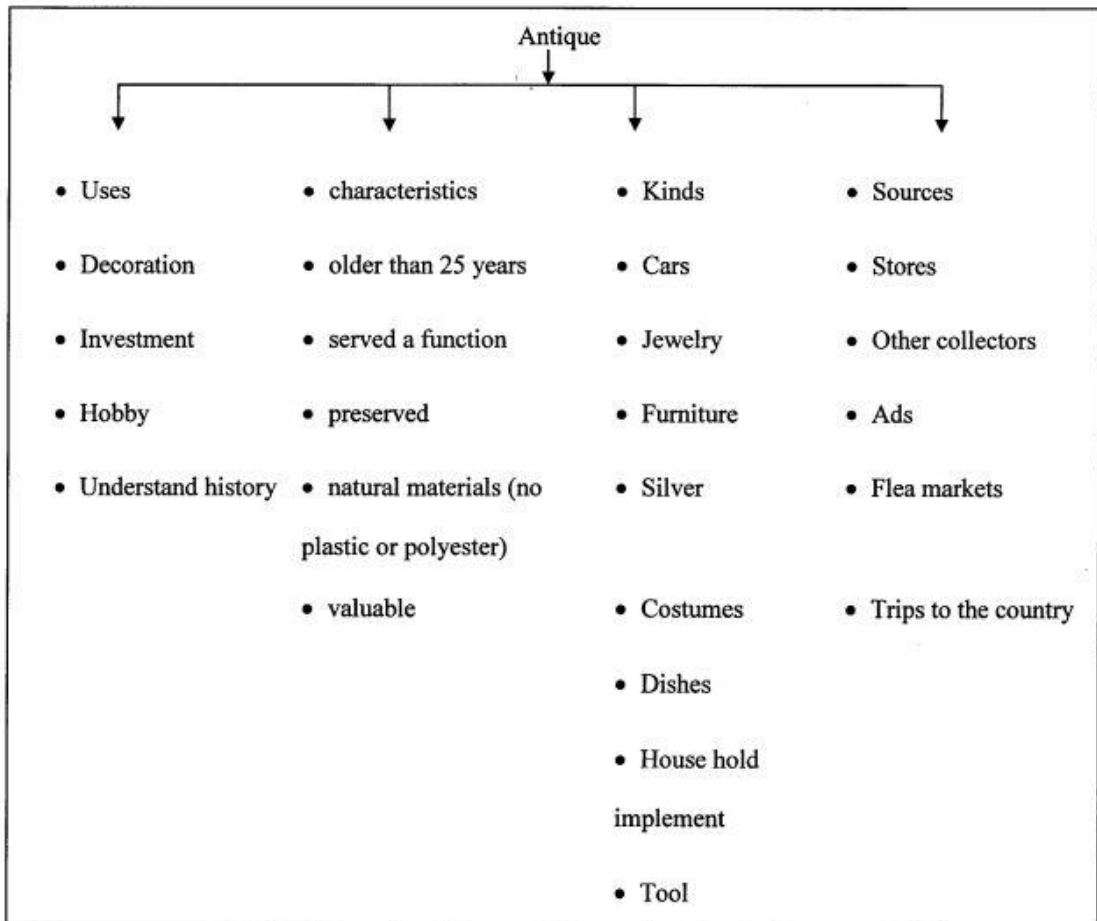 Antique
• Uses
• Decoration
• Investment
• Hobby
• Understand history
• characteristics
• older than 25 years
• served a function
• preserved
• natural materials (no
plastic or polyester)
• valuable
• Kinds
• Cars
• Jewelry
• Furniture
• Silver
• Costumes
• Dishes
• House hold
implement
• Tool
• Sources
• Stores
• Other collectors
• Ads
• Flea markets
• Trips to the country